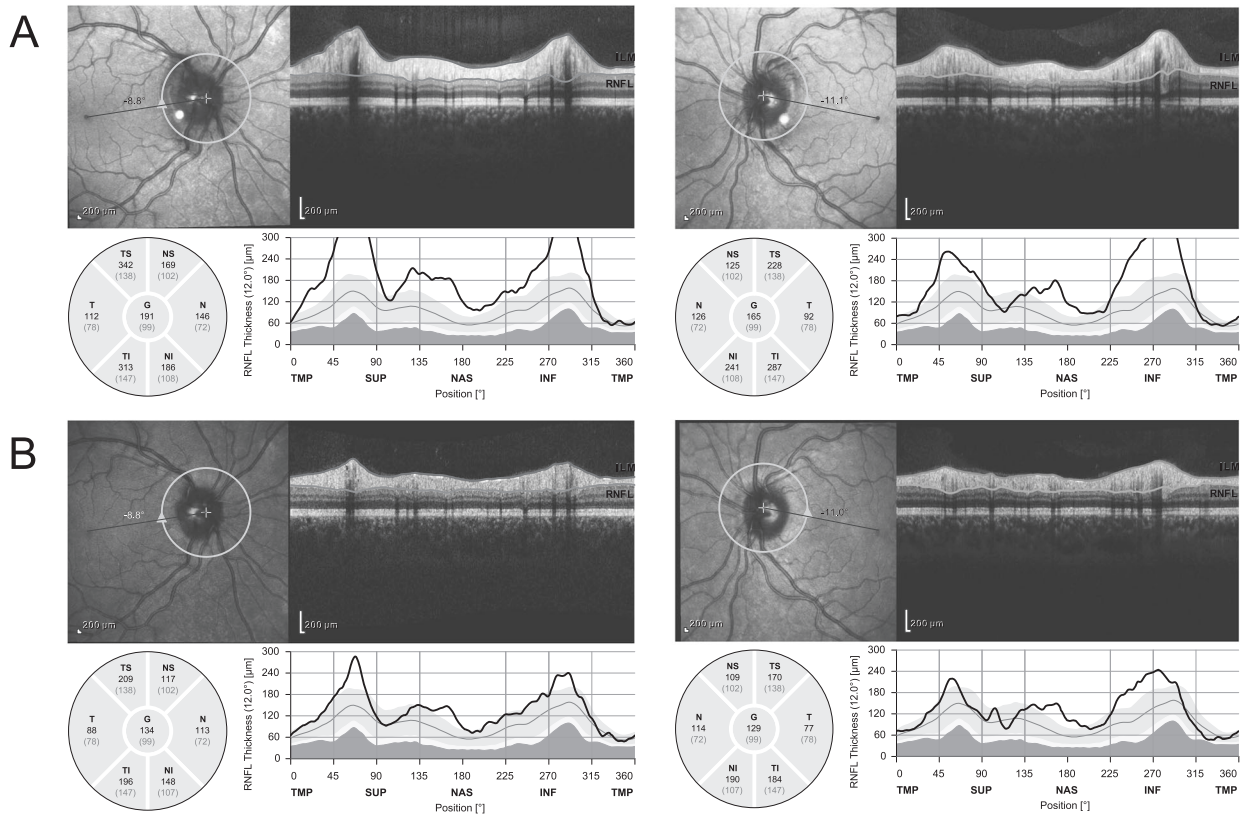 A
-8.8°
200 µm
ILM
RNFL
200 µm
-11.1°
200 µm
ILM
RNFL
200 µm
TS
342
(138)
NS
169
(102)
T
112
(78)
G
191
(99)
N
146
(72)
TI
313
(147)
NI
186
(108)
RNFL Thickness (12.0°) [µm]
300
240
180
120
60
0
0 45 90 135 180 225 270 315 360
TMP SUP NAS INF TMP
Position [°]
NS
125
(102)
TS
228
(138)
N
126
(72)
G
165
(99)
T
92
(78)
NI
241
(108)
TI
287
(147)
RNFL Thickness (12.0°) [µm]
300
240
180
120
60
0
0 45 90 135 180 225 270 315 360
TMP SUP NAS INF TMP
Position [°]
B
-8.8°
200 µm
ILM
RNFL
200 µm
-11.0°
200 µm
ILM
RNFL
200 µm
TS
209
(138)
NS
117
(102)
T
88
(78)
G
134
(99)
N
113
(72)
TI
196
(147)
NI
148
(107)
RNFL Thickness (12.0°) [µm]
300
240
180
120
60
0
0 45 90 135 180 225 270 315 360
TMP SUP NAS INF TMP
Position [°]
NS
109
(102)
TS
170
(138)
N
114
(72)
G
129
(99)
T
77
(78)
NI
190
(107)
TI
184
(147)
RNFL Thickness (12.0°) [µm]
300
240
180
120
60
0
0 45 90 135 180 225 270 315 360
TMP SUP NAS INF TMP
Position [°]